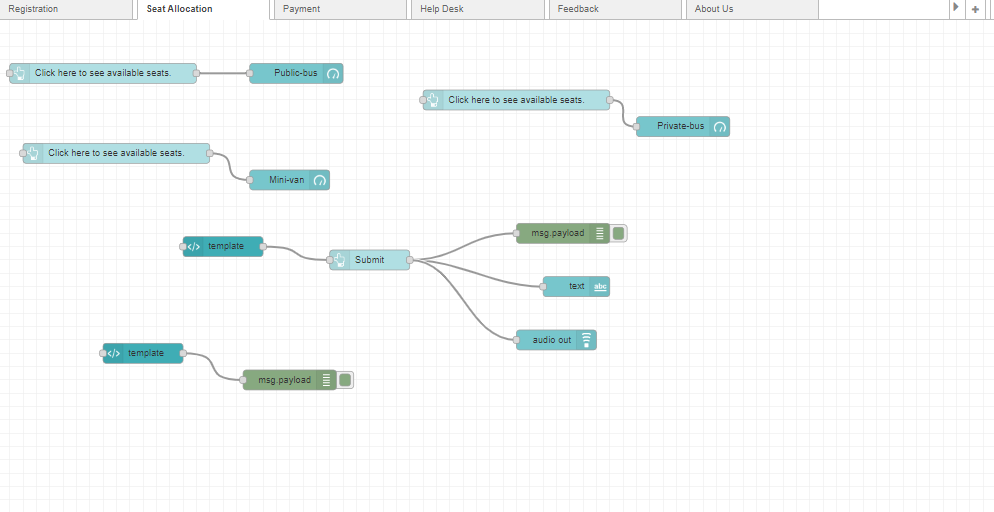 Registration
Seat Allocation
Payment
Help Desk
Feedback
About Us
Click here to see available seats.
Public-bus
Click here to see available seats.
Private-bus
Click here to see available seats.
Mini-van
msg.payload
template
Submit
text
abc
audio out
template
msg.payload